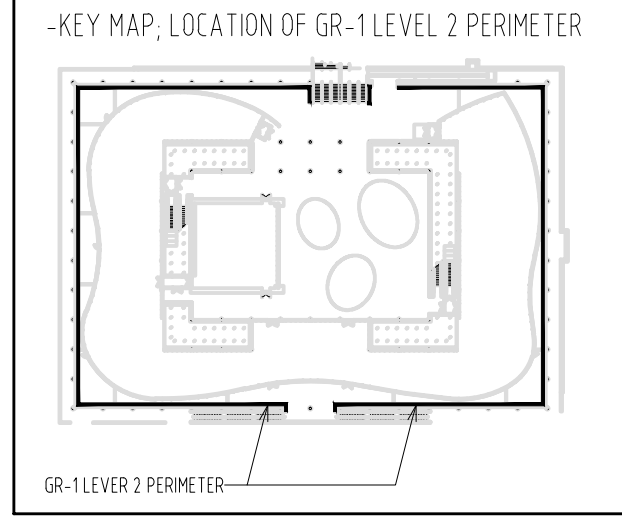 -KEY MAP; LOCATION OF GR-1 LEVEL 2 PERIMETER
GR-1 LEVER 2 PERIMETER